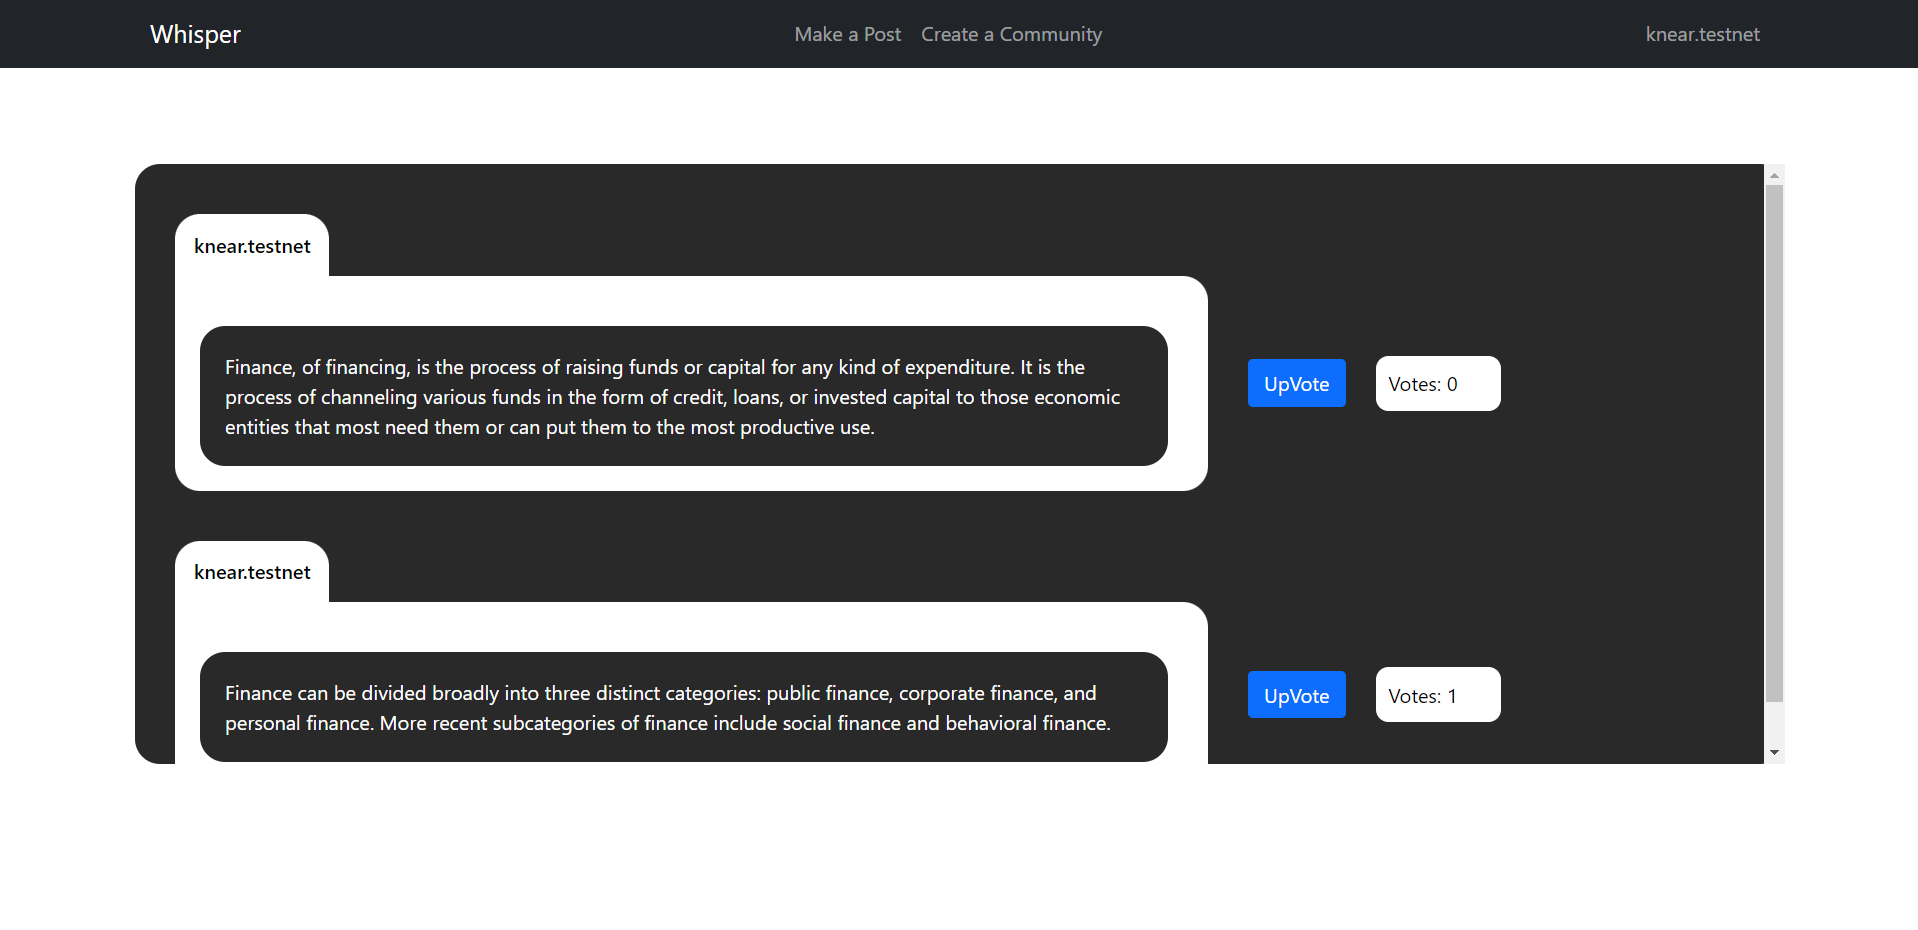 Whisper
Make a Post
Create a Community
knear.testnet
knear.testnet
Finance, of financing, is the process of raising funds or capital for any kind of expenditure. It is the
process of channeling various funds in the form of credit, loans, or invested capital to those economic
entities that most need them or can put them to the most productive use.
UpVote
Votes: 0
knear.testnet
Finance can be divided broadly into three distinct categories: public finance, corporate finance, and
personal finance. More recent subcategories of finance include social finance and behavioral finance.
UpVote
Votes: 1